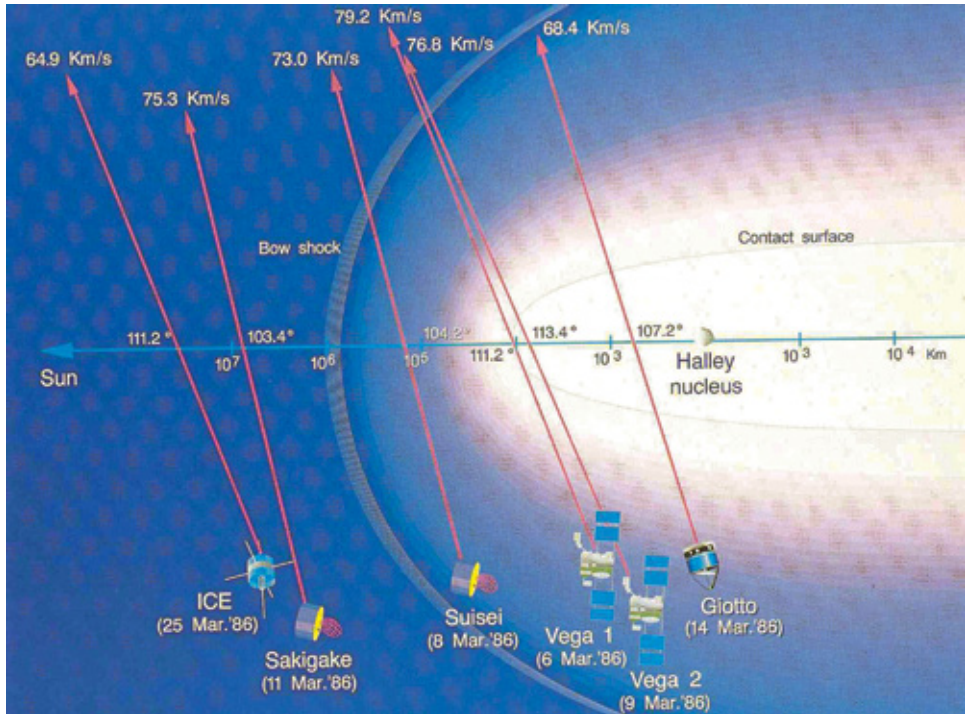 79.2 Km/s
76.8 Km/s
68.4 Km/s
64.9 Km/s
73.0 Km/s
75.3 Km/s
Bow shock
Contact surface
111.2°
103.4°
104.2°
111.2°
113.4°
107.2°
Sun
10⁷
10⁶
10⁵
10³
Halley
nucleus
10³
10⁴
Km
ICE
(25 Mar.'86)
Sakigake
(11 Mar.'86)
Suisei
(8 Mar.'86)
Vega 1
(6 Mar.'86)
Vega 2
(9 Mar.'86)
Giotto
(14 Mar.'86)